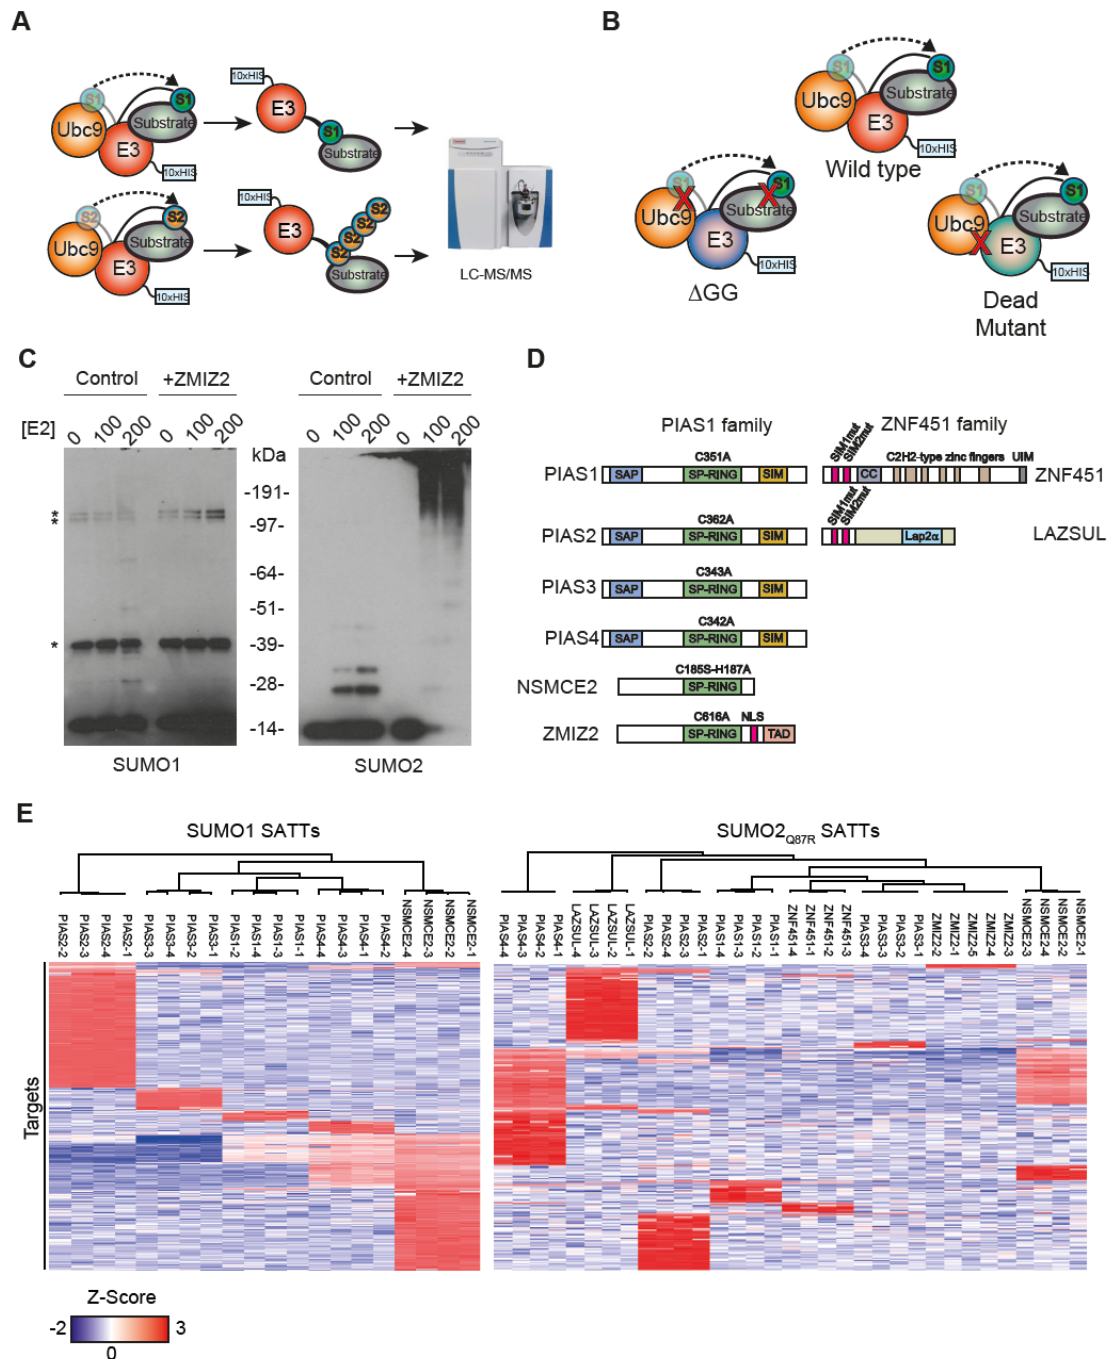 A
S1
S1
Ubc9
Substrate
E3
10xHIS
10xHIS
E3
S1
Substrate
S2
S2
Ubc9
Substrate
E3
10xHIS
10xHIS
E3
S2
S2
S2
S2
Substrate
LC-MS/MS
B
S1
S1
Ubc9
Substrate
E3
10xHIS
Wild type
S1
S1
Ubc9
Substrate
E3
10xHIS
ΔGG
S1
S1
Ubc9
Substrate
E3
10xHIS
Dead
Mutant
C
Control
+ZMIZ2
Control
+ZMIZ2
[E2]
0
100
200
0
100
200
0
100
200
0
100
200
kDa
-191-
-97-
-64-
-51-
-39-
-28-
-14-
*
*
*
SUMO1
SUMO2
D
PIAS1 family
ZNF451 family
PIAS1
C351A
SAP
SP-RING
SIM
SIM1mut
SIM2mut
CC
C2H2-type zinc fingers
UIM
ZNF451
PIAS2
C362A
SAP
SP-RING
SIM
SIM1mut
SIM2mut
Lap2α
LAZSUL
PIAS3
C343A
SAP
SP-RING
SIM
PIAS4
C342A
SAP
SP-RING
SIM
NSMCE2
C185S-H187A
SP-RING
ZMIZ2
C616A
NLS
SP-RING
TAD
E
SUMO1 SATTs
PIAS2-2
PIAS2-3
PIAS2-4
PIAS2-1
PIAS3-3
PIAS3-4
PIAS3-2
PIAS3-1
PIAS1-2
PIAS1-4
PIAS1-3
PIAS1-1
PIAS4-4
PIAS4-3
PIAS4-1
PIAS4-2
NSMCE2-4
NSMCE2-3
NSMCE2-2
NSMCE2-1
SUMO2Q87R SATTs
PIAS4-4
PIAS4-3
PIAS4-2
PIAS4-1
LAZSUL-4
LAZSUL-3
LAZSUL-2
LAZSUL-1
PIAS2-2
PIAS2-4
PIAS2-3
PIAS2-1
PIAS1-3
PIAS1-4
PIAS1-2
PIAS1-1
ZNF451-4
ZNF451-1
ZNF451-2
ZNF451-3
PIAS3-4
PIAS3-3
PIAS3-2
PIAS3-1
ZMIZ2-2
ZMIZ2-1
ZMIZ2-5
ZMIZ2-4
ZMIZ2-3
NSMCE2-3
NSMCE2-4
NSMCE2-2
NSMCE2-1
Targets
Z-Score
-2
3
0